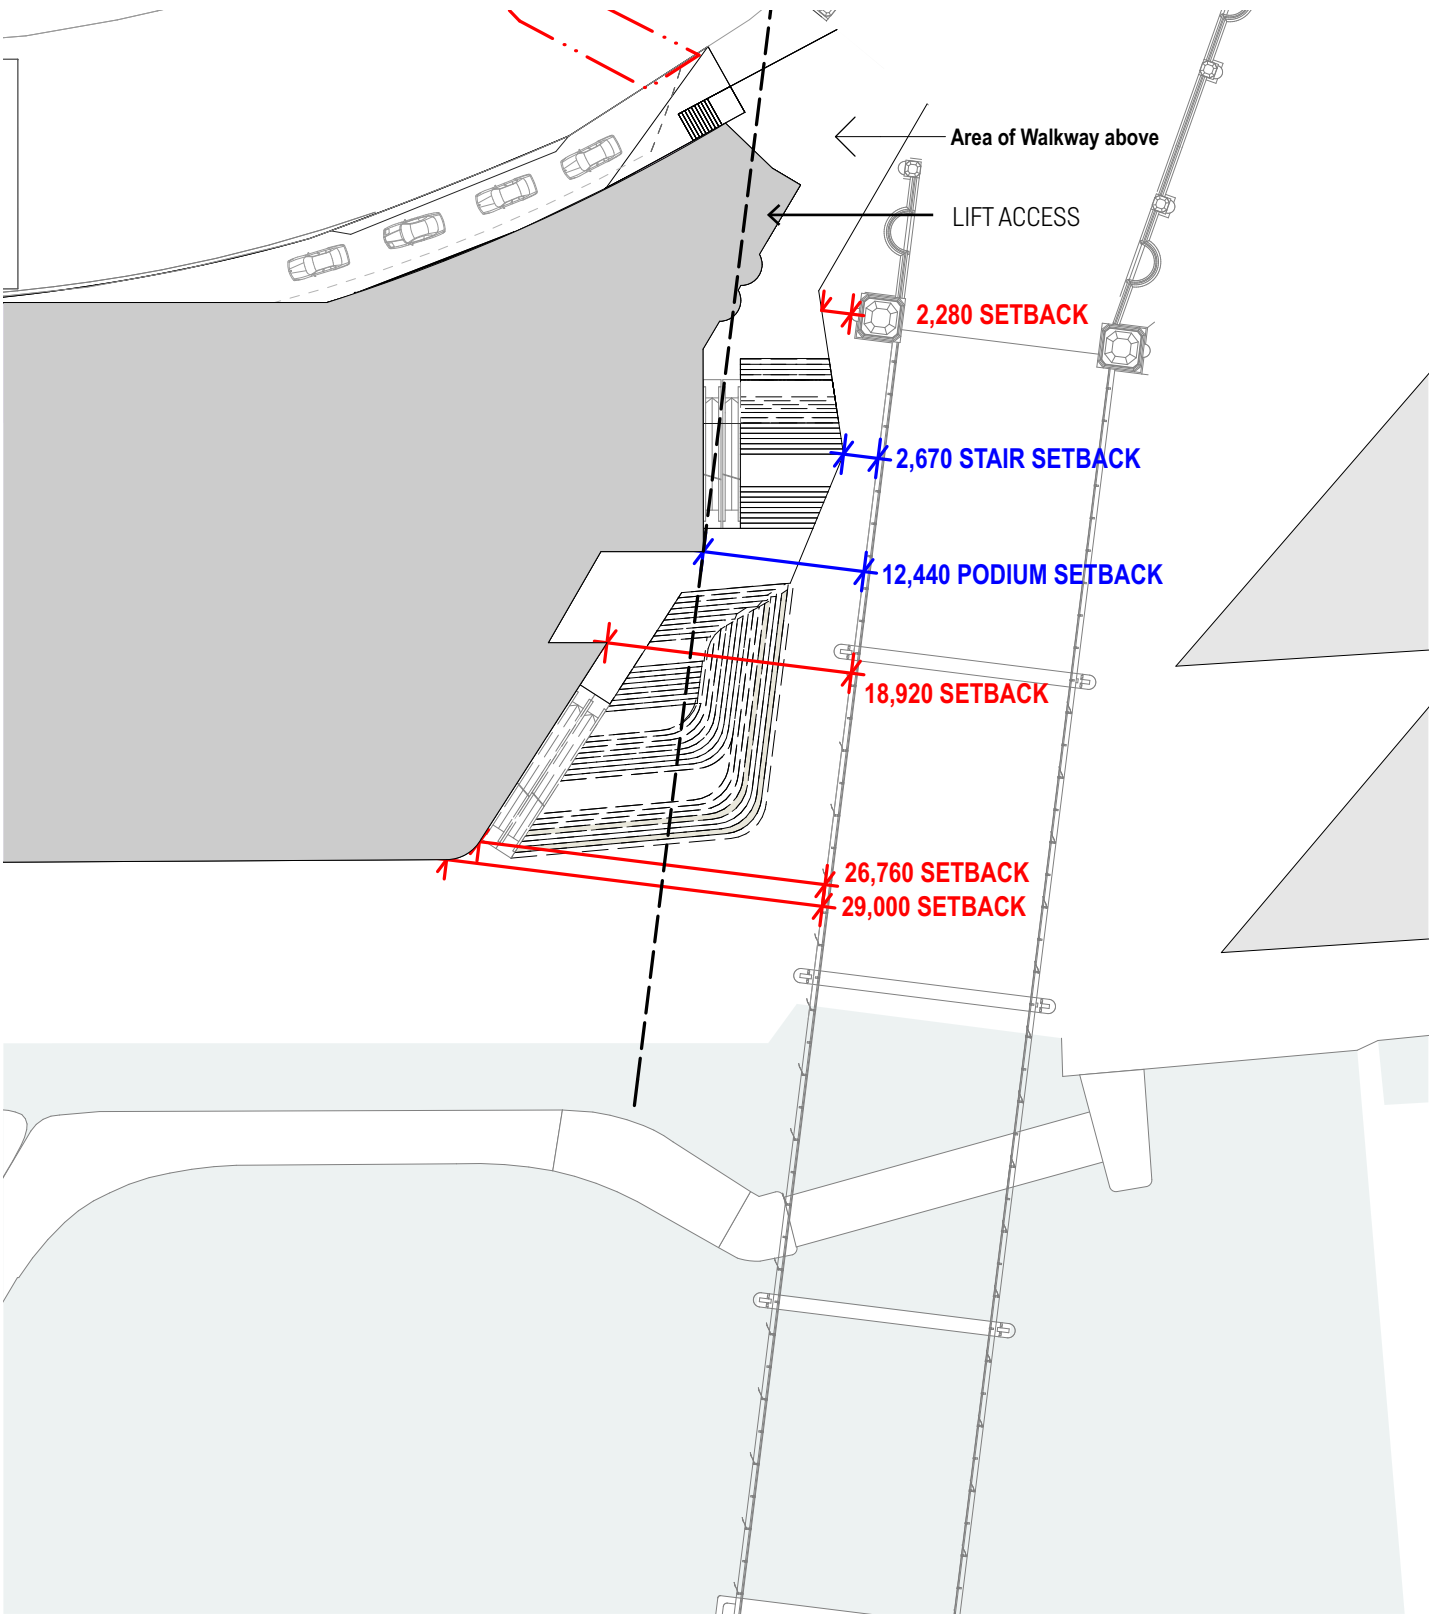 Area of Walkway above
LIFT ACCESS
2,280 SETBACK
2,670 STAIR SETBACK
12,440 PODIUM SETBACK
18,920 SETBACK
26,760 SETBACK
29,000 SETBACK